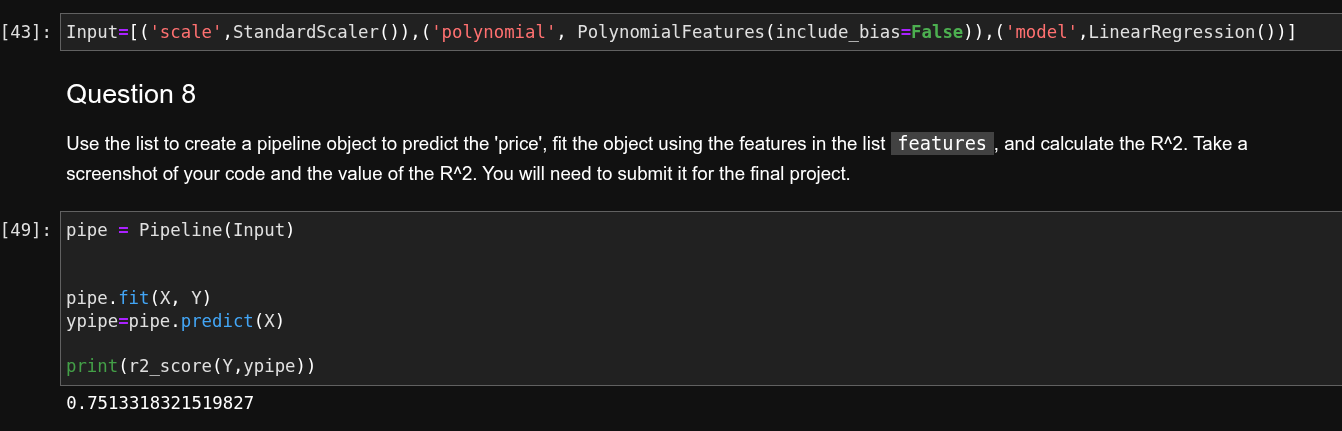 [43]: Input=[('scale',StandardScaler()),('polynomial', PolynomialFeatures(include_bias=False)),('model',LinearRegression())]
Question 8
Use the list to create a pipeline object to predict the 'price', fit the object using the features in the list features , and calculate the R^2. Take a
screenshot of your code and the value of the R^2. You will need to submit it for the final project.
[49]: pipe = Pipeline(Input)
pipe.fit(X, Y)
ypipe=pipe.predict(X)
print(r2_score(Y,ypipe))
0.7513318321519827